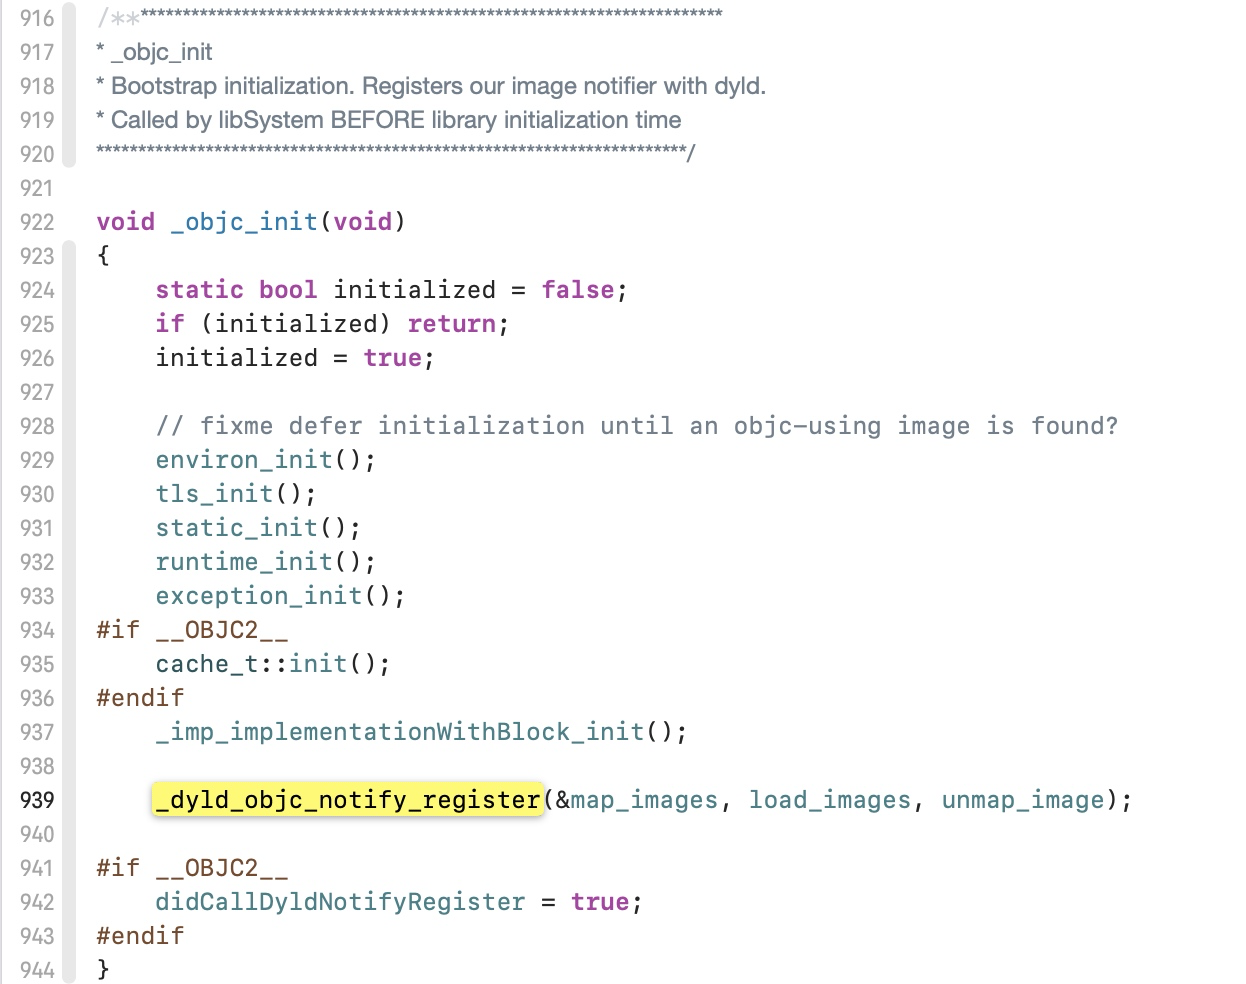 916 /**********************************************************************
917 * _objc_init
918 * Bootstrap initialization. Registers our image notifier with dyld.
919 * Called by libSystem BEFORE library initialization time
920 **********************************************************************/
921
922 void _objc_init(void)
923 {
924     static bool initialized = false;
925     if (initialized) return;
926     initialized = true;
927
928     // fixme defer initialization until an objc-using image is found?
929     environ_init();
930     tls_init();
931     static_init();
932     runtime_init();
933     exception_init();
934 #if __OBJC2__
935     cache_t::init();
936 #endif
937     _imp_implementationWithBlock_init();
938
939     _dyld_objc_notify_register(&map_images, load_images, unmap_image);
940
941 #if __OBJC2__
942     didCallDyldNotifyRegister = true;
943 #endif
944 }